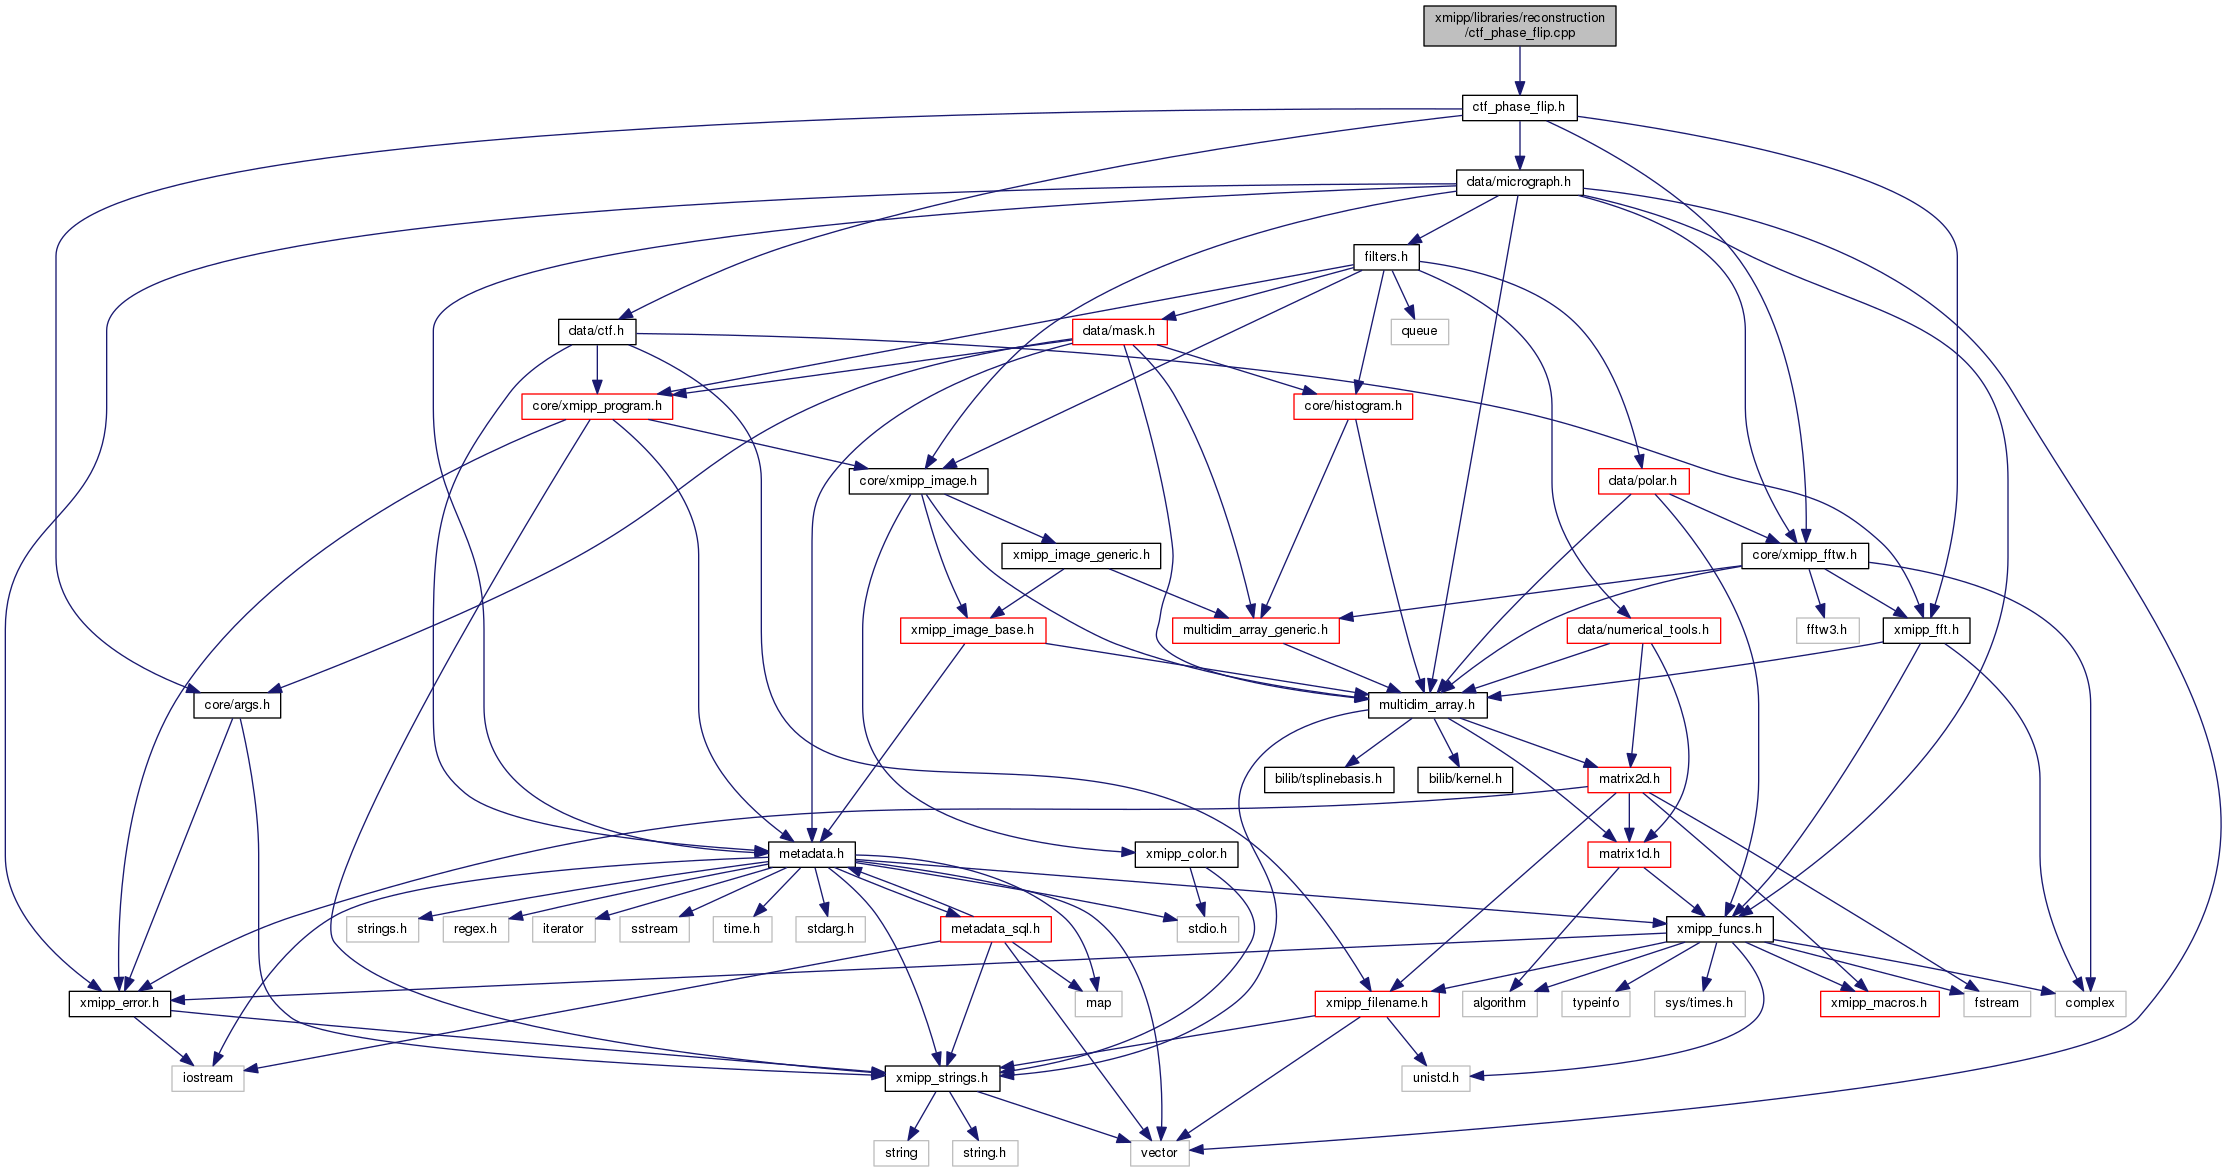 xmipp/libraries/reconstruction
/ctf_phase_flip.cpp
ctf_phase_flip.h
data/micrograph.h
filters.h
data/ctf.h
data/mask.h
queue
core/xmipp_program.h
core/histogram.h
core/xmipp_image.h
data/polar.h
xmipp_image_generic.h
core/xmipp_fftw.h
xmipp_image_base.h
multidim_array_generic.h
data/numerical_tools.h
fftw3.h
xmipp_fft.h
core/args.h
multidim_array.h
bilib/tsplinebasis.h
bilib/kernel.h
matrix2d.h
metadata.h
xmipp_color.h
matrix1d.h
strings.h
regex.h
iterator
sstream
time.h
stdarg.h
metadata_sql.h
stdio.h
xmipp_funcs.h
xmipp_error.h
map
xmipp_filename.h
algorithm
typeinfo
sys/times.h
xmipp_macros.h
fstream
complex
iostream
xmipp_strings.h
unistd.h
string
string.h
vector